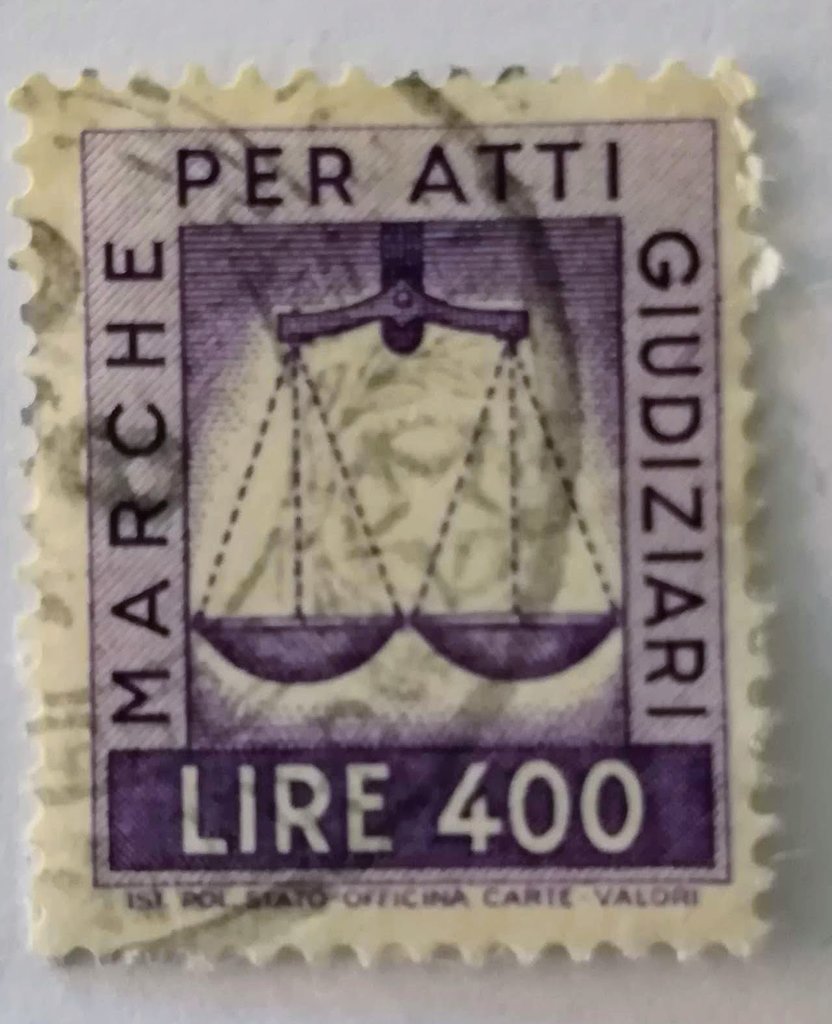 MARCHE
PER ATTI
GIUDIZIARI
LIRE 400
IST. POL. STATO - OFFICINA CARTE - VALORI